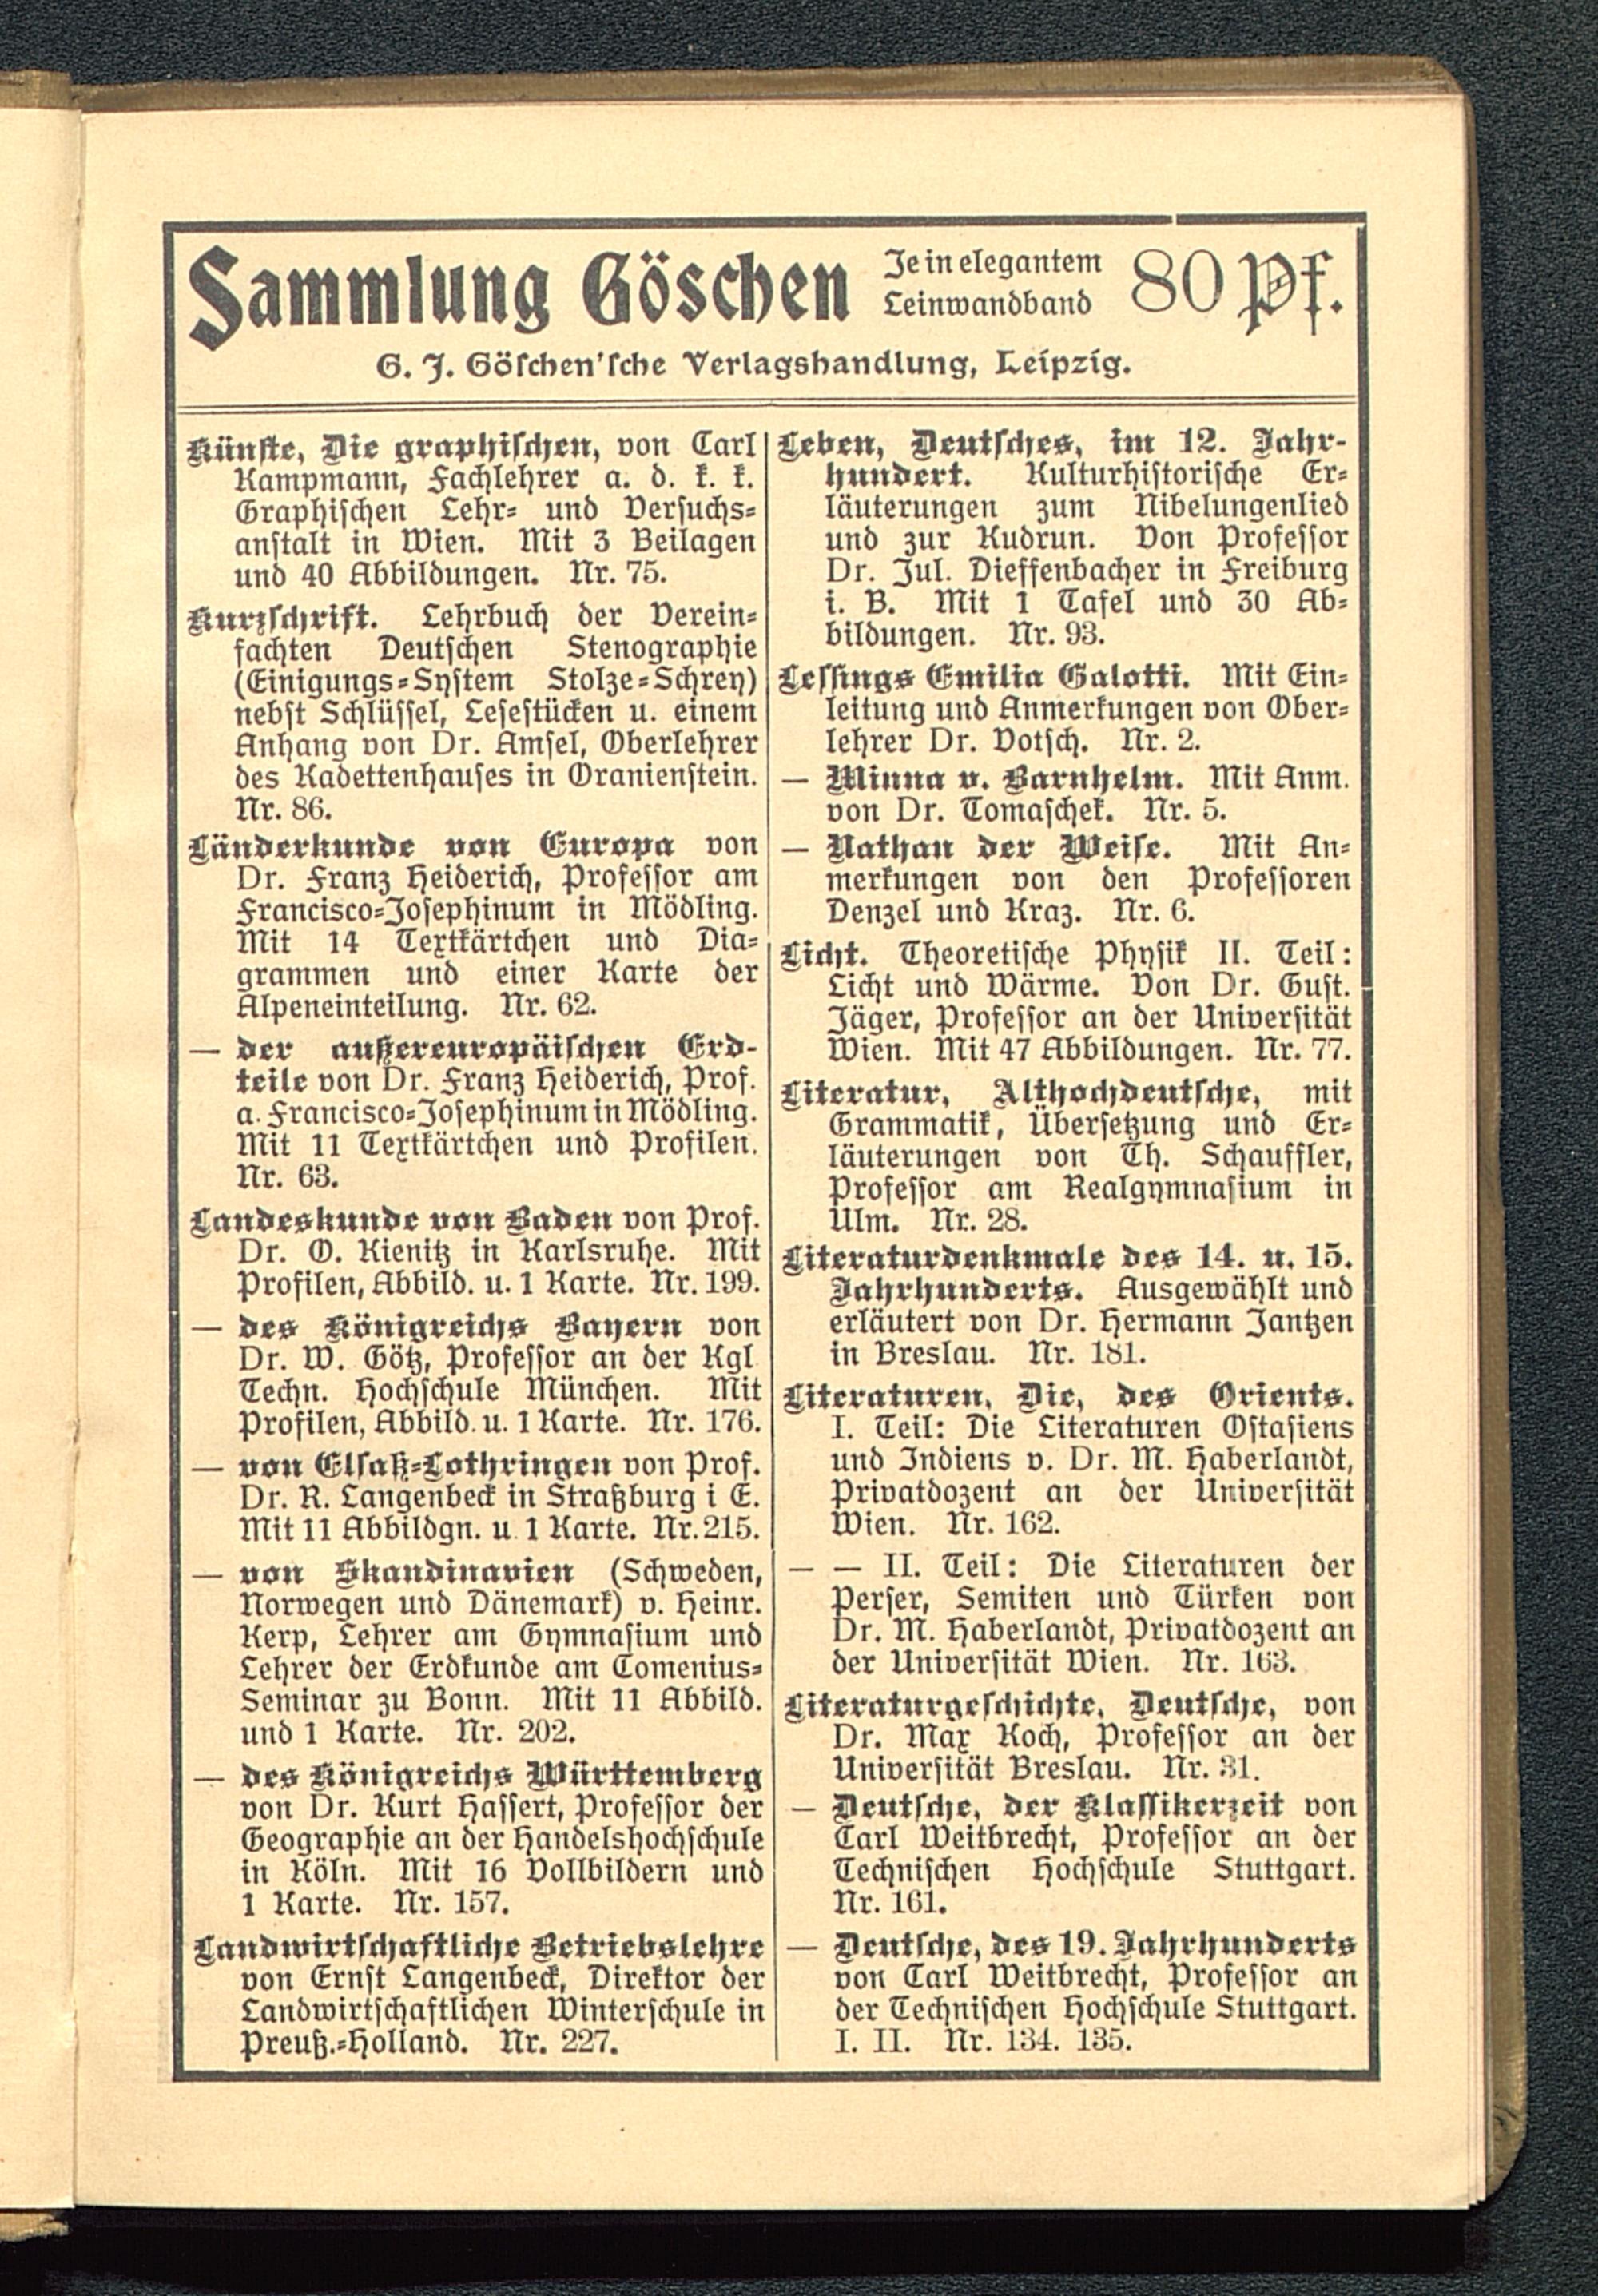 Sammlung Göschen
Je in elegantem
Leinwandband
80 Pf.
G. J. Göschen'sche Verlagshandlung, Leipzig.
Künste, Die graphischen, von Carl
Kampmann, Fachlehrer a. d. k. k.
Graphischen Lehr- und Versuchs-
anstalt in Wien. Mit 3 Beilagen
und 40 Abbildungen. Nr. 75.
Kurzschrift. Lehrbuch der Verein-
fachten Deutschen Stenographie
(Einigungs-System Stolze-Schrey)
nebst Schlüssel, Lesestücken u. einem
Anhang von Dr. Amsel, Oberlehrer
des Kadettenhauses in Oranienstein.
Nr. 86.
Länderkunde von Europa von
Dr. Franz Heiderich, Professor am
Francisco-Josephinum in Mödling.
Mit 14 Textkärtchen und Dia-
grammen und einer Karte der
Alpeneinteilung. Nr. 62.
— der außereuropäischen Erd-
teile von Dr. Franz Heiderich, Prof.
a. Francisco-Josephinum in Mödling.
Mit 11 Textkärtchen und Profilen.
Nr. 63.
Landeskunde von Baden von Prof.
Dr. O. Kienitz in Karlsruhe. Mit
Profilen, Abbild. u. 1 Karte. Nr. 199.
— des Königreichs Bayern von
Dr. W. Götz, Professor an der Kgl
Techn. Hochschule München. Mit
Profilen, Abbild. u. 1 Karte. Nr. 176.
— von Elsaß-Lothringen von Prof.
Dr. R. Langenbeck in Straßburg i E.
Mit 11 Abbildgn. u. 1 Karte. Nr. 215.
— von Skandinavien (Schweden,
Norwegen und Dänemark) v. Heinr.
Kerp, Lehrer am Gymnasium und
Lehrer der Erdkunde am Comenius-
Seminar zu Bonn. Mit 11 Abbild.
und 1 Karte. Nr. 202.
— des Königreichs Württemberg
von Dr. Kurt Hassert, Professor der
Geographie an der Handelshochschule
in Köln. Mit 16 Vollbildern und
1 Karte. Nr. 157.
Landwirtschaftliche Betriebslehre
von Ernst Langenbeck, Direktor der
Landwirtschaftlichen Winterschule in
Preuß.-Holland. Nr. 227.
Leben, Deutsches, im 12. Jahr-
hundert. Kulturhistorische Er-
läuterungen zum Nibelungenlied
und zur Kudrun. Von Professor
Dr. Jul. Dieffenbacher in Freiburg
i. B. Mit 1 Tafel und 30 Ab-
bildungen. Nr. 93.
Lessings Emilia Galotti. Mit Ein-
leitung und Anmerkungen von Ober-
lehrer Dr. Votsch. Nr. 2.
— Minna v. Barnhelm. Mit Anm.
von Dr. Tomaschek. Nr. 5.
— Nathan der Weise. Mit An-
merkungen von den Professoren
Denzel und Kraz. Nr. 6.
Licht. Theoretische Physik II. Teil:
Licht und Wärme. Von Dr. Gust.
Jäger, Professor an der Universität
Wien. Mit 47 Abbildungen. Nr. 77.
Literatur, Althochdeutsche, mit
Grammatik, Übersetzung und Er-
läuterungen von Th. Schauffler,
Professor am Realgymnasium in
Ulm. Nr. 28.
Literaturdenkmale des 14. u. 15.
Jahrhunderts. Ausgewählt und
erläutert von Dr. Hermann Jantzen
in Breslau. Nr. 181.
Literaturen, Die, des Orients.
I. Teil: Die Literaturen Ostasiens
und Indiens v. Dr. M. Haberlandt,
Privatdozent an der Universität
Wien. Nr. 162.
— — II. Teil: Die Literaturen der
Perser, Semiten und Türken von
Dr. M. Haberlandt, Privatdozent an
der Universität Wien. Nr. 163.
Literaturgeschichte, Deutsche, von
Dr. Max Koch, Professor an der
Universität Breslau. Nr. 31.
— Deutsche, der Klassikerzeit von
Carl Weitbrecht, Professor an der
Technischen Hochschule Stuttgart.
Nr. 161.
— Deutsche, des 19. Jahrhunderts
von Carl Weitbrecht, Professor an
der Technischen Hochschule Stuttgart.
I. II. Nr. 134. 135.